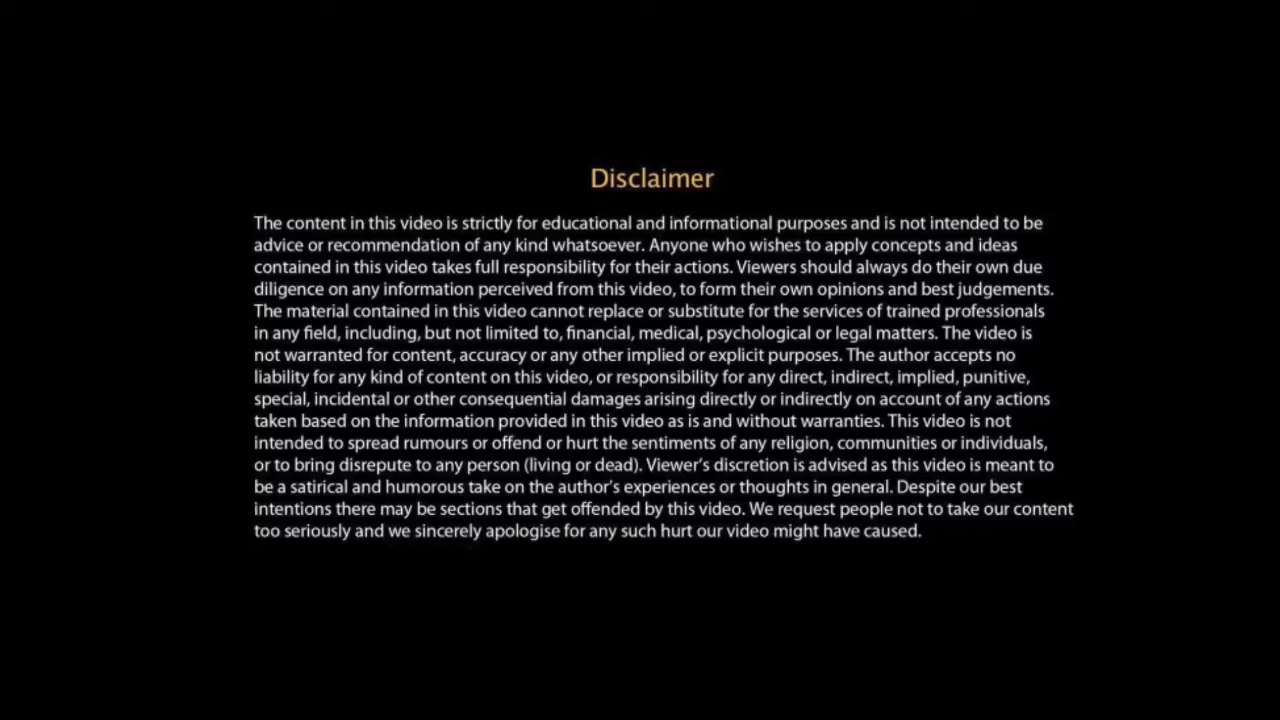 Disclaimer
The content in this video is strictly for educational and informational purposes and is not intended to be
advice or recommendation of any kind whatsoever. Anyone who wishes to apply concepts and ideas
contained in this video takes full responsibility for their actions. Viewers should always do their own due
diligence on any information perceived from this video, to form their own opinions and best judgements.
The material contained in this video cannot replace or substitute for the services of trained professionals
in any field, including, but not limited to, financial, medical, psychological or legal matters. The video is
not warranted for content, accuracy or any other implied or explicit purposes. The author accepts no
liability for any kind of content on this video, or responsibility for any direct, indirect, implied, punitive,
special, incidental or other consequential damages arising directly or indirectly on account of any actions
taken based on the information provided in this video as is and without warranties. This video is not
intended to spread rumours or offend or hurt the sentiments of any religion, communities or individuals,
or to bring disrepute to any person (living or dead). Viewer's discretion is advised as this video is meant to
be a satirical and humorous take on the author's experiences or thoughts in general. Despite our best
intentions there may be sections that get offended by this video. We request people not to take our content
too seriously and we sincerely apologise for any such hurt our video might have caused.